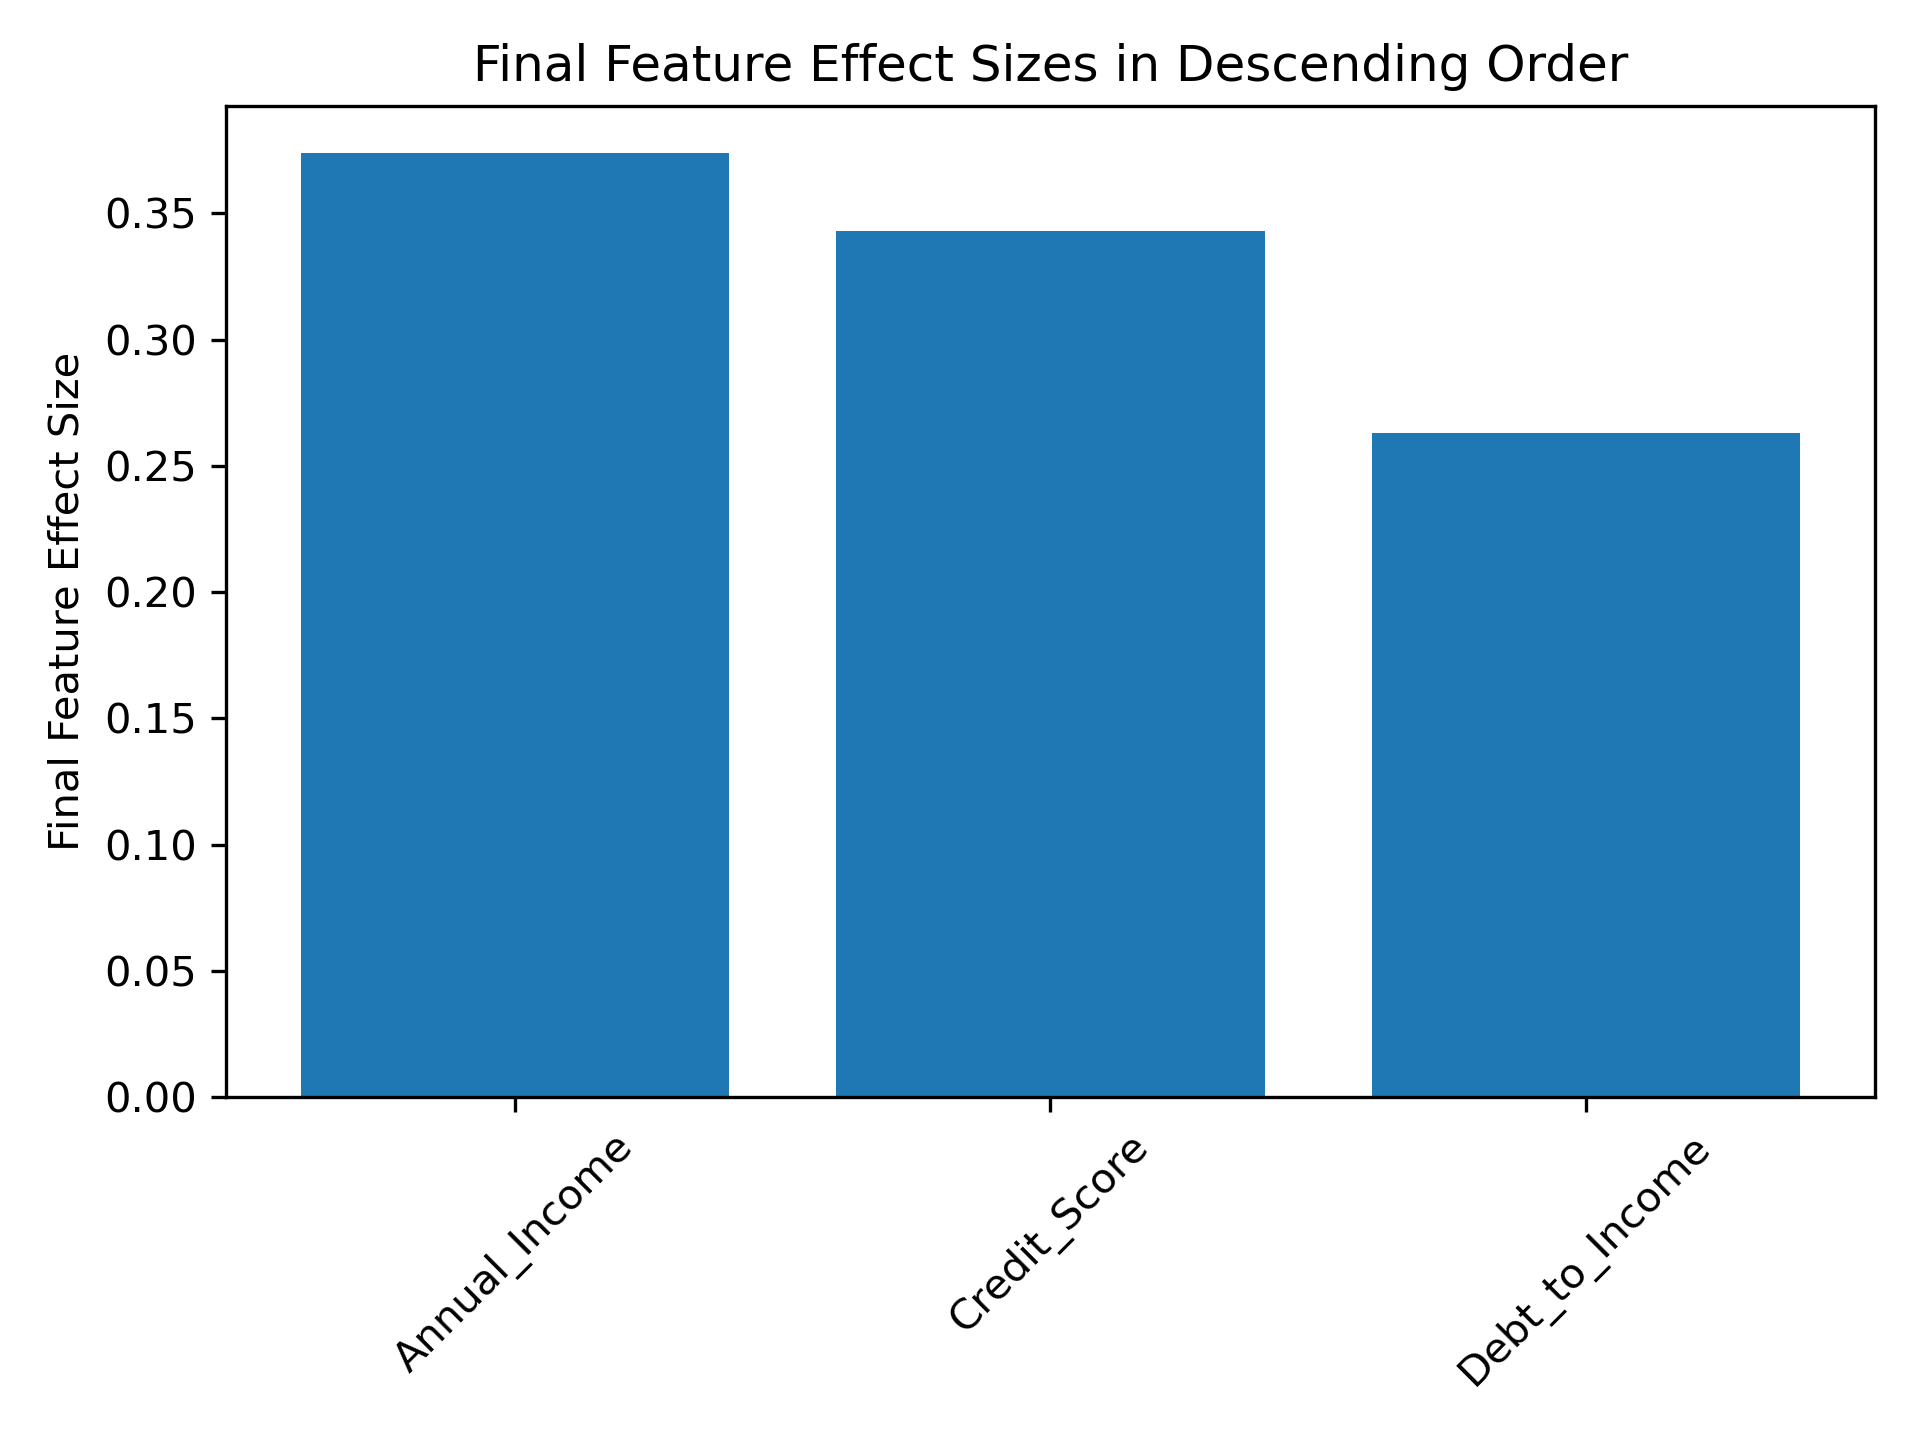 Final Feature Effect Sizes in Descending Order
Final Feature Effect Size
0.35
0.30
0.25
0.20
0.15
0.10
0.05
0.00
Annual_Income
Credit_Score
Debt_to_Income